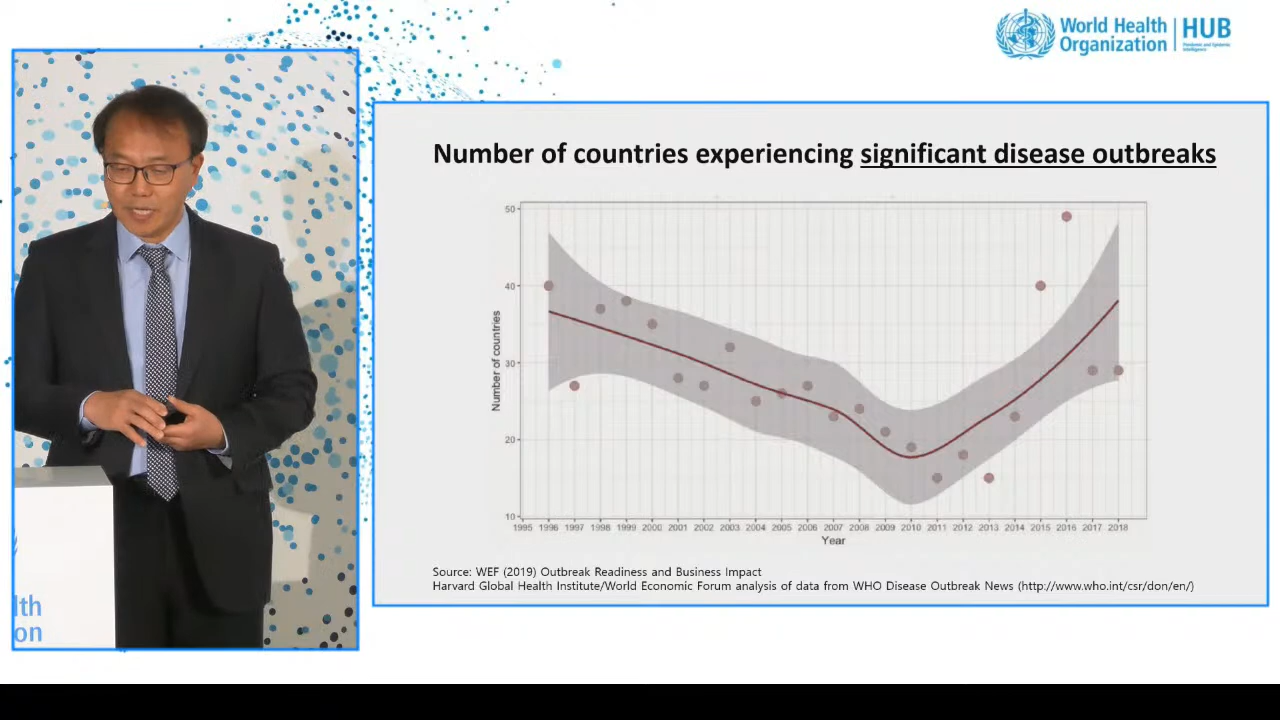 World Health
Organization
HUB
Pandemic and Epidemic
Intelligence
Number of countries experiencing significant disease outbreaks
50
40
30
20
10
Number of countries
1995 1996 1997 1998 1999 2000 2001 2002 2003 2004 2005 2006 2007 2008 2009 2010 2011 2012 2013 2014 2015 2016 2017 2018
Year
Source: WEF (2019) Outbreak Readiness and Business Impact
Harvard Global Health Institute/World Economic Forum analysis of data from WHO Disease Outbreak News (http://www.who.int/csr/don/en/)
lth
on